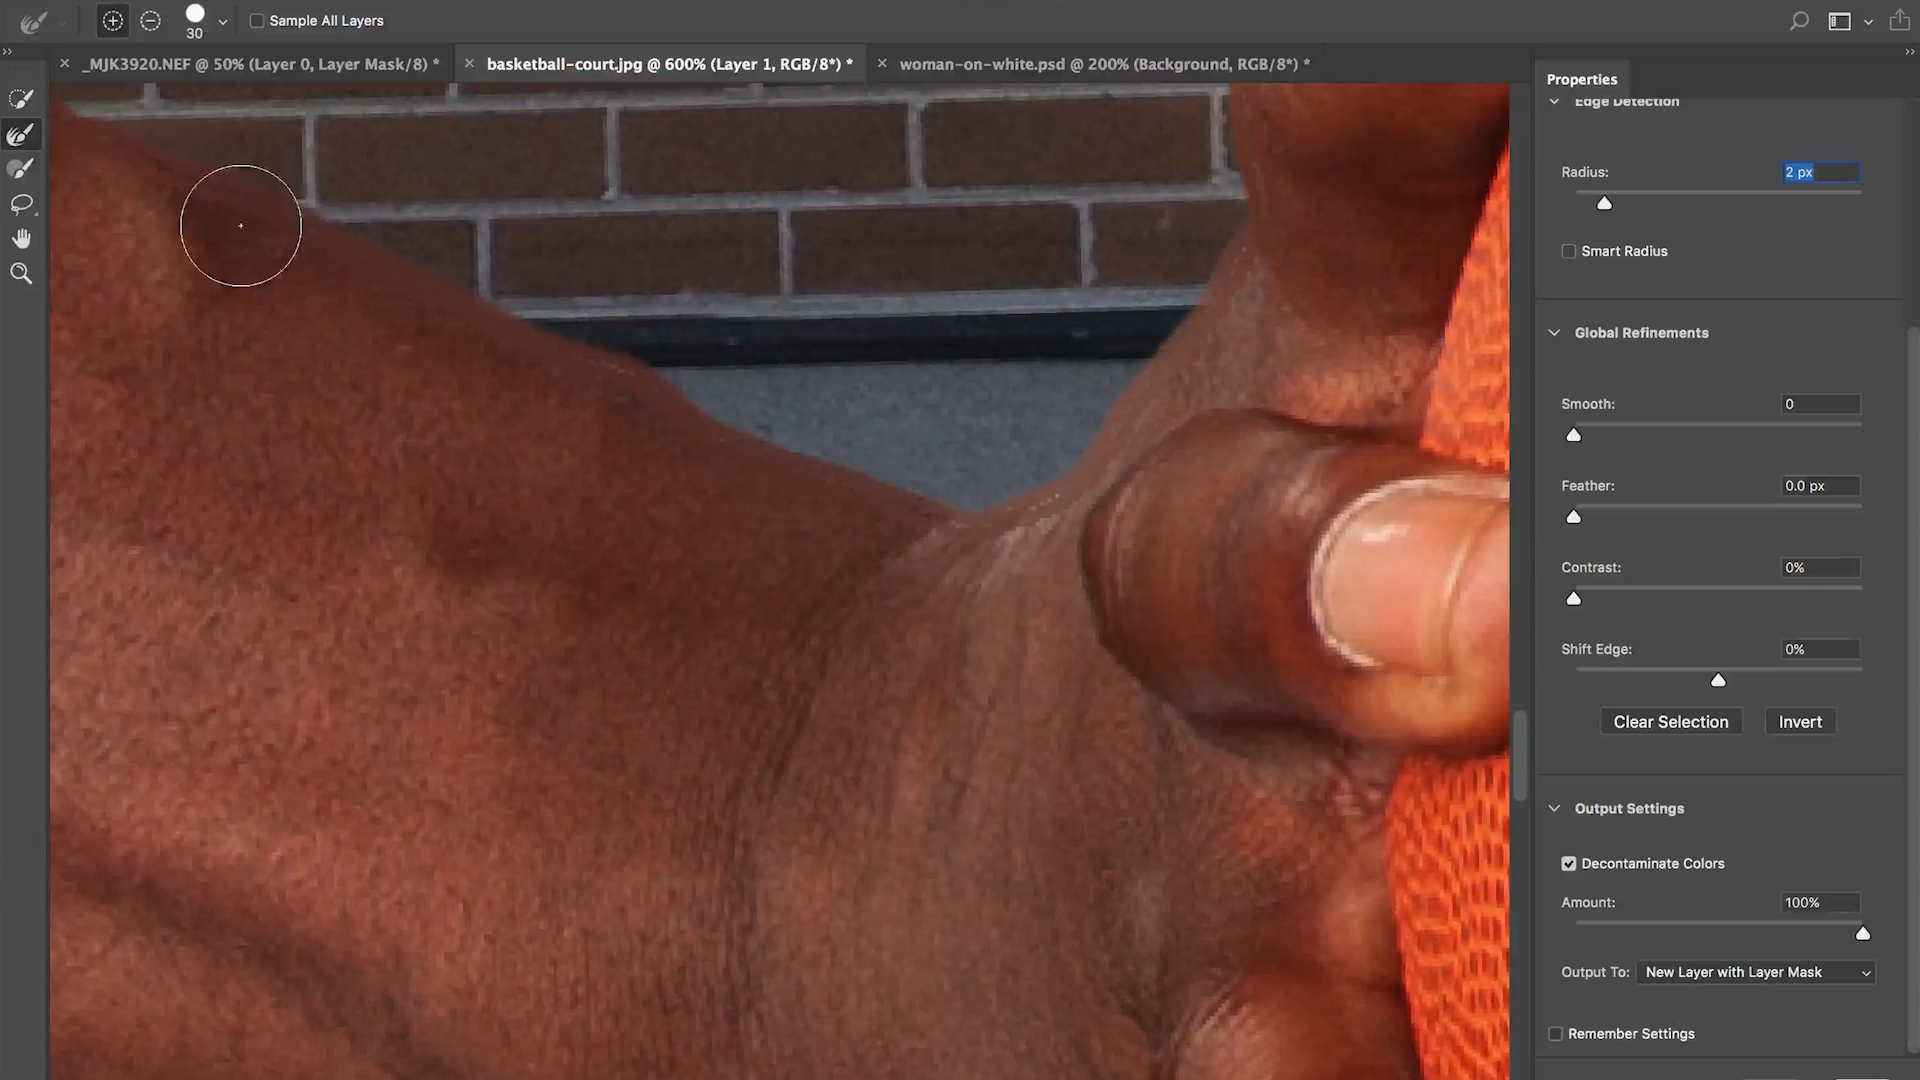 30
Sample All Layers
_MJK3920.NEF @ 50% (Layer 0, Layer Mask/8) *
basketball-court.jpg @ 600% (Layer 1, RGB/8*) *
woman-on-white.psd @ 200% (Background, RGB/8*) *
Properties
Edge Detection
Radius: 2 px
Smart Radius
Global Refinements
Smooth: 0
Feather: 0.0 px
Contrast: 0%
Shift Edge: 0%
Clear Selection Invert
Output Settings
Decontaminate Colors
Amount: 100%
Output To: New Layer with Layer Mask
Remember Settings